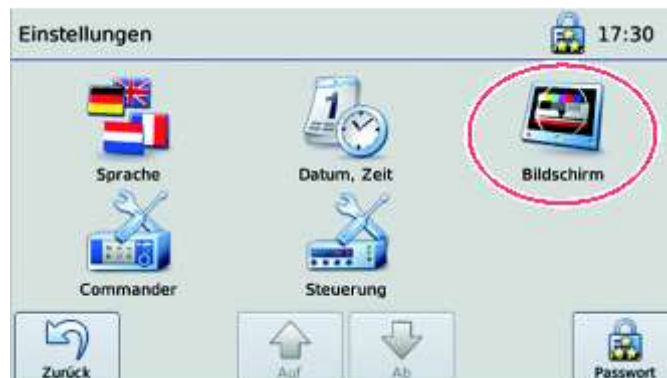 Einstellungen 17:30
Sprache Datum, Zeit Bildschirm
Commander Steuerung
Zurück Auf Ab Passwort